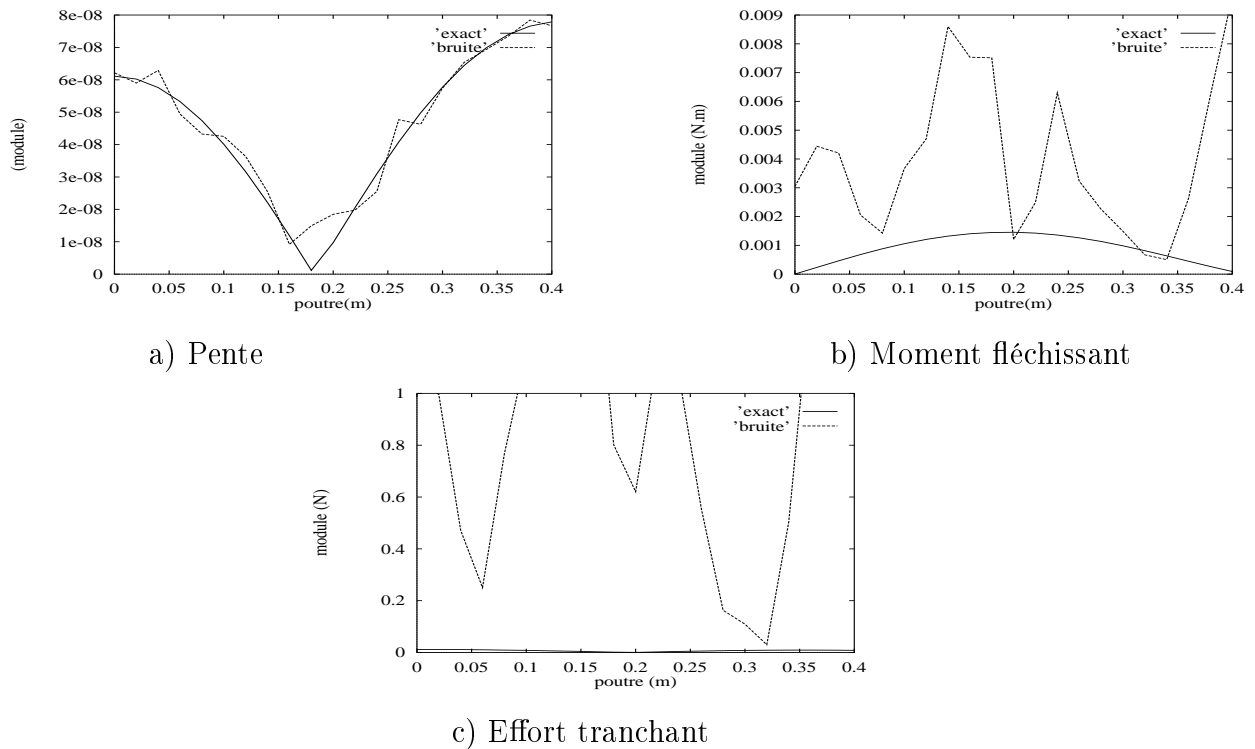 8e-08
7e-08
6e-08
5e-08
4e-08
3e-08
2e-08
1e-08
0
(module)
'exact'
'bruite'
0 0.05 0.1 0.15 0.2 0.25 0.3 0.35 0.4
poutre(m)
a) Pente
0.009
0.008
0.007
0.006
0.005
0.004
0.003
0.002
0.001
0
module (N.m)
'exact'
'bruite'
0 0.05 0.1 0.15 0.2 0.25 0.3 0.35 0.4
poutre(m)
b) Moment fléchissant
1
0.8
0.6
0.4
0.2
0
module (N)
'exact'
'bruite'
0 0.05 0.1 0.15 0.2 0.25 0.3 0.35 0.4
poutre (m)
c) Effort tranchant